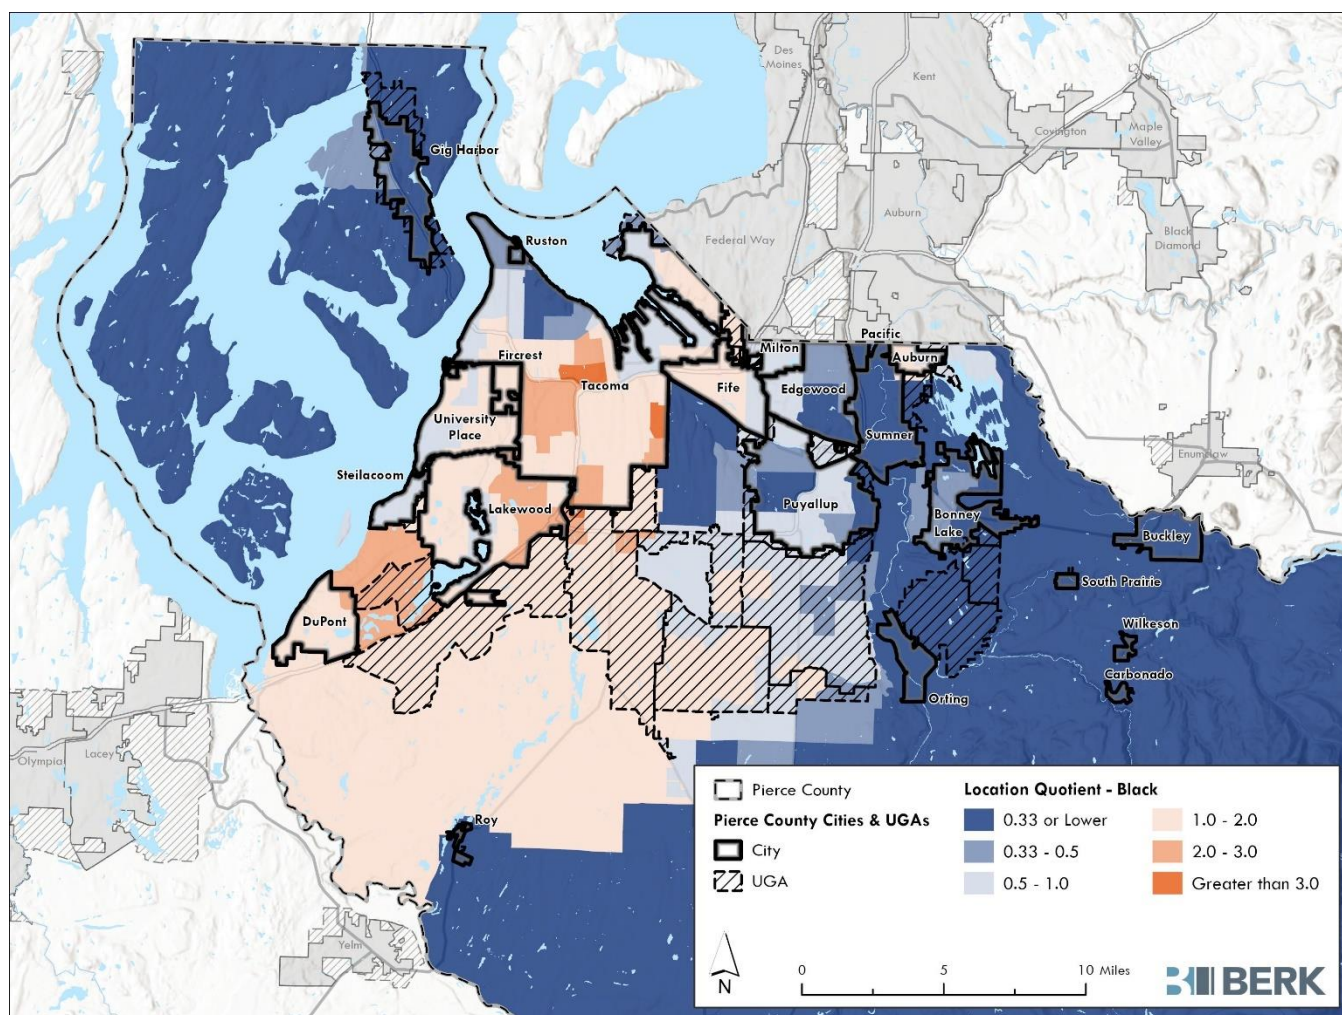 Des
Moines
Kent
Covington
Maple
Valley
Gig Harbor
Auburn
Black
Diamond
Federal Way
Ruston
Pacific
Milton
Auburn
Fircrest
Tacoma
Fife
Edgewood
University
Place
Sumner
Enumclaw
Steilacoom
Lakewood
Puyallup
Bonney
Lake
Buckley
South Prairie
DuPont
Wilkeson
Carbonado
Orting
Olympia
Lacey
Roy
Yelm
Pierce County
Pierce County Cities & UGAs
City
UGA
Location Quotient - Black
0.33 or Lower
0.33 - 0.5
0.5 - 1.0
1.0 - 2.0
2.0 - 3.0
Greater than 3.0
N
0 5 10 Miles
BERK